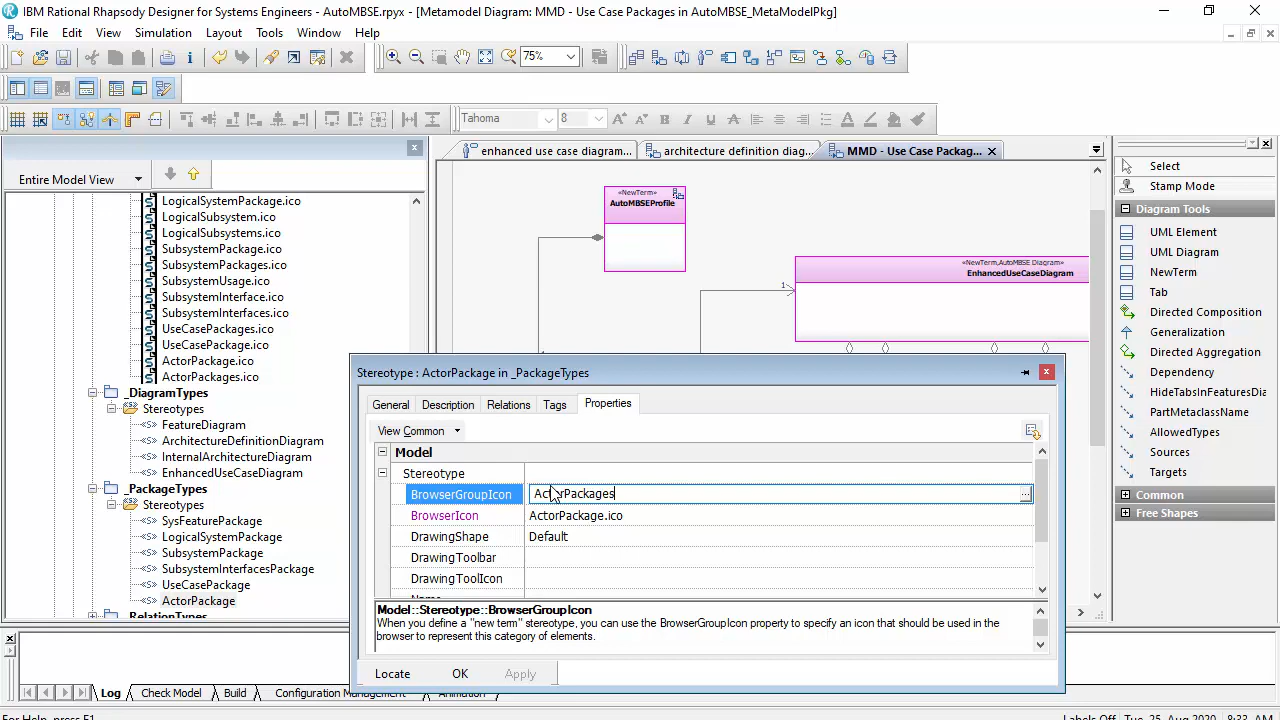 IBM Rational Rhapsody Designer for Systems Engineers - AutoMBSE.rpyx - [Metamodel Diagram: MMD - Use Case Packages in AutoMBSE_MetaModelPkg]
File Edit View Simulation Layout Tools Window Help
75%
Tahoma 8
Entire Model View
LogicalSystemPackage.ico
LogicalSubsystem.ico
LogicalSubsystems.ico
SubsystemPackage.ico
SubsystemPackages.ico
SubsystemUsage.ico
SubsystemInterface.ico
SubsystemInterfaces.ico
UseCasePackages.ico
UseCasePackage.ico
ActorPackage.ico
ActorPackages.ico
_DiagramTypes
Stereotypes
FeatureDiagram
ArchitectureDefinitionDiagram
InternalArchitectureDiagram
EnhancedUseCaseDiagram
_PackageTypes
Stereotypes
SysFeaturePackage
LogicalSystemPackage
SubsystemPackage
SubsystemInterfacesPackage
UseCasePackage
ActorPackage
RelationTypes
enhanced use case diagram...
architecture definition diag...
MMD - Use Case Packag...
«NewTerm»
AutoMBSEProfile
«NewTerm,AutoMBSE Diagram»
EnhancedUseCaseDiagram
1
Select
Stamp Mode
Diagram Tools
UML Element
UML Diagram
NewTerm
Tab
Directed Composition
Generalization
Directed Aggregation
Dependency
HideTabsInFeaturesDia
PartMetaclassName
AllowedTypes
Sources
Targets
Common
Free Shapes
Stereotype : ActorPackage in _PackageTypes
General Description Relations Tags Properties
View Common
Model
Stereotype
BrowserGroupIcon ActorPackages ...
BrowserIcon ActorPackage.ico
DrawingShape Default
DrawingToolbar
DrawingToolIcon
Name
Model::Stereotype::BrowserGroupIcon
When you define a "new term" stereotype, you can use the BrowserGroupIcon property to specify an icon that should be used in the
browser to represent this category of elements.
Locate OK Apply
Log Check Model Build Configuration Management Animation
For Help, press F1 Labels Off Tue, 25, Aug 2020 8:33 AM